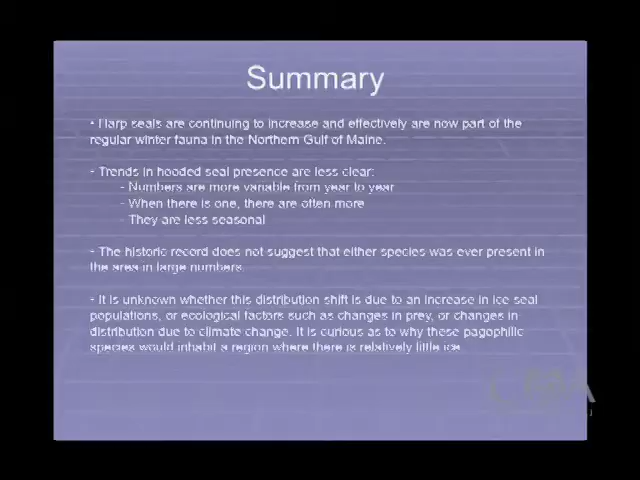 Summary
• Harp seals are continuing to increase and effectively are now part of the
regular winter fauna in the Northern Gulf of Maine.
- Trends in hooded seal presence are less clear:
- Numbers are more variable from year to year
- When there is one, there are often more
- They are less seasonal
- The historic record does not suggest that either species was ever present in
the area in large numbers.
- It is unknown whether this distribution shift is due to an increase in ice seal
populations, or ecological factors such as changes in prey, or changes in
distribution due to climate change. It is curious as to why these pagophilic
species would inhabit a region where there is relatively little ice.